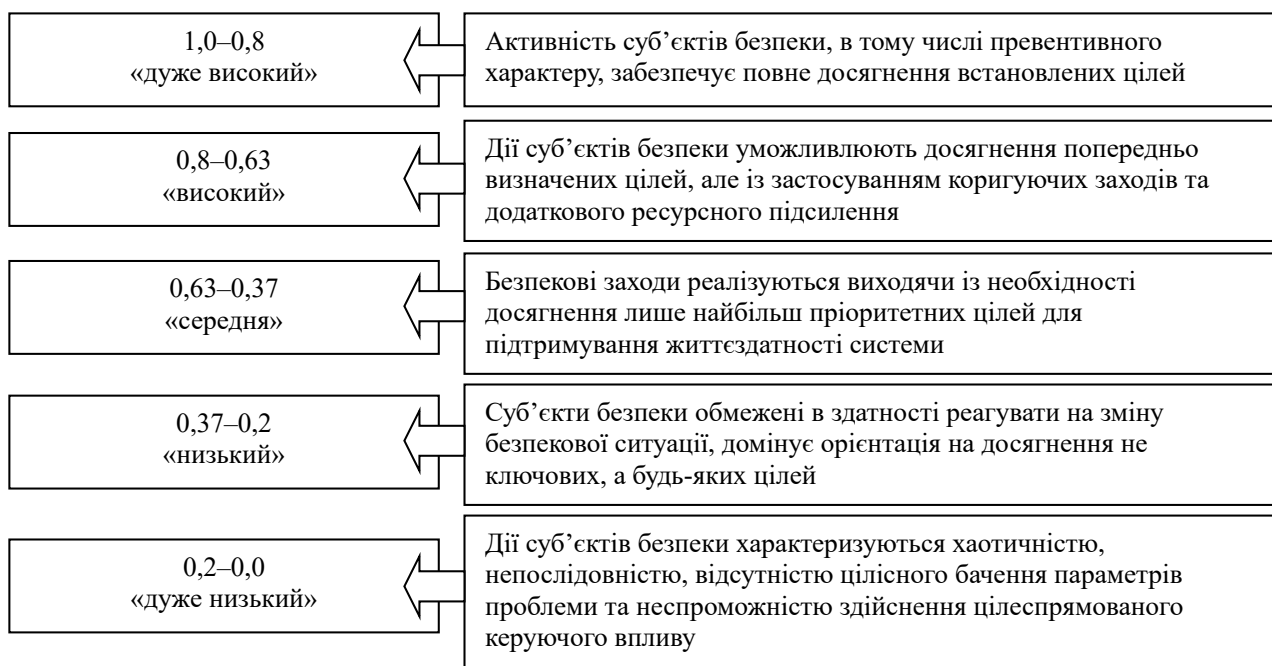 1,0–0,8
«дуже високий»
Активність суб’єктів безпеки, в тому числі превентивного
характеру, забезпечує повне досягнення встановлених цілей
0,8–0,63
«високий»
Дії суб’єктів безпеки уможливлюють досягнення попередньо
визначених цілей, але із застосуванням коригуючих заходів та
додаткового ресурсного підсилення
0,63–0,37
«середня»
Безпекові заходи реалізуються виходячи із необхідності
досягнення лише найбільш пріоритетних цілей для
підтримування життєздатності системи
0,37–0,2
«низький»
Суб’єкти безпеки обмежені в здатності реагувати на зміну
безпекової ситуації, домінує орієнтація на досягнення не
ключових, а будь-яких цілей
0,2–0,0
«дуже низький»
Дії суб’єктів безпеки характеризуються хаотичністю,
непослідовністю, відсутністю цілісного бачення параметрів
проблеми та неспроможністю здійснення цілеспрямованого
керуючого впливу